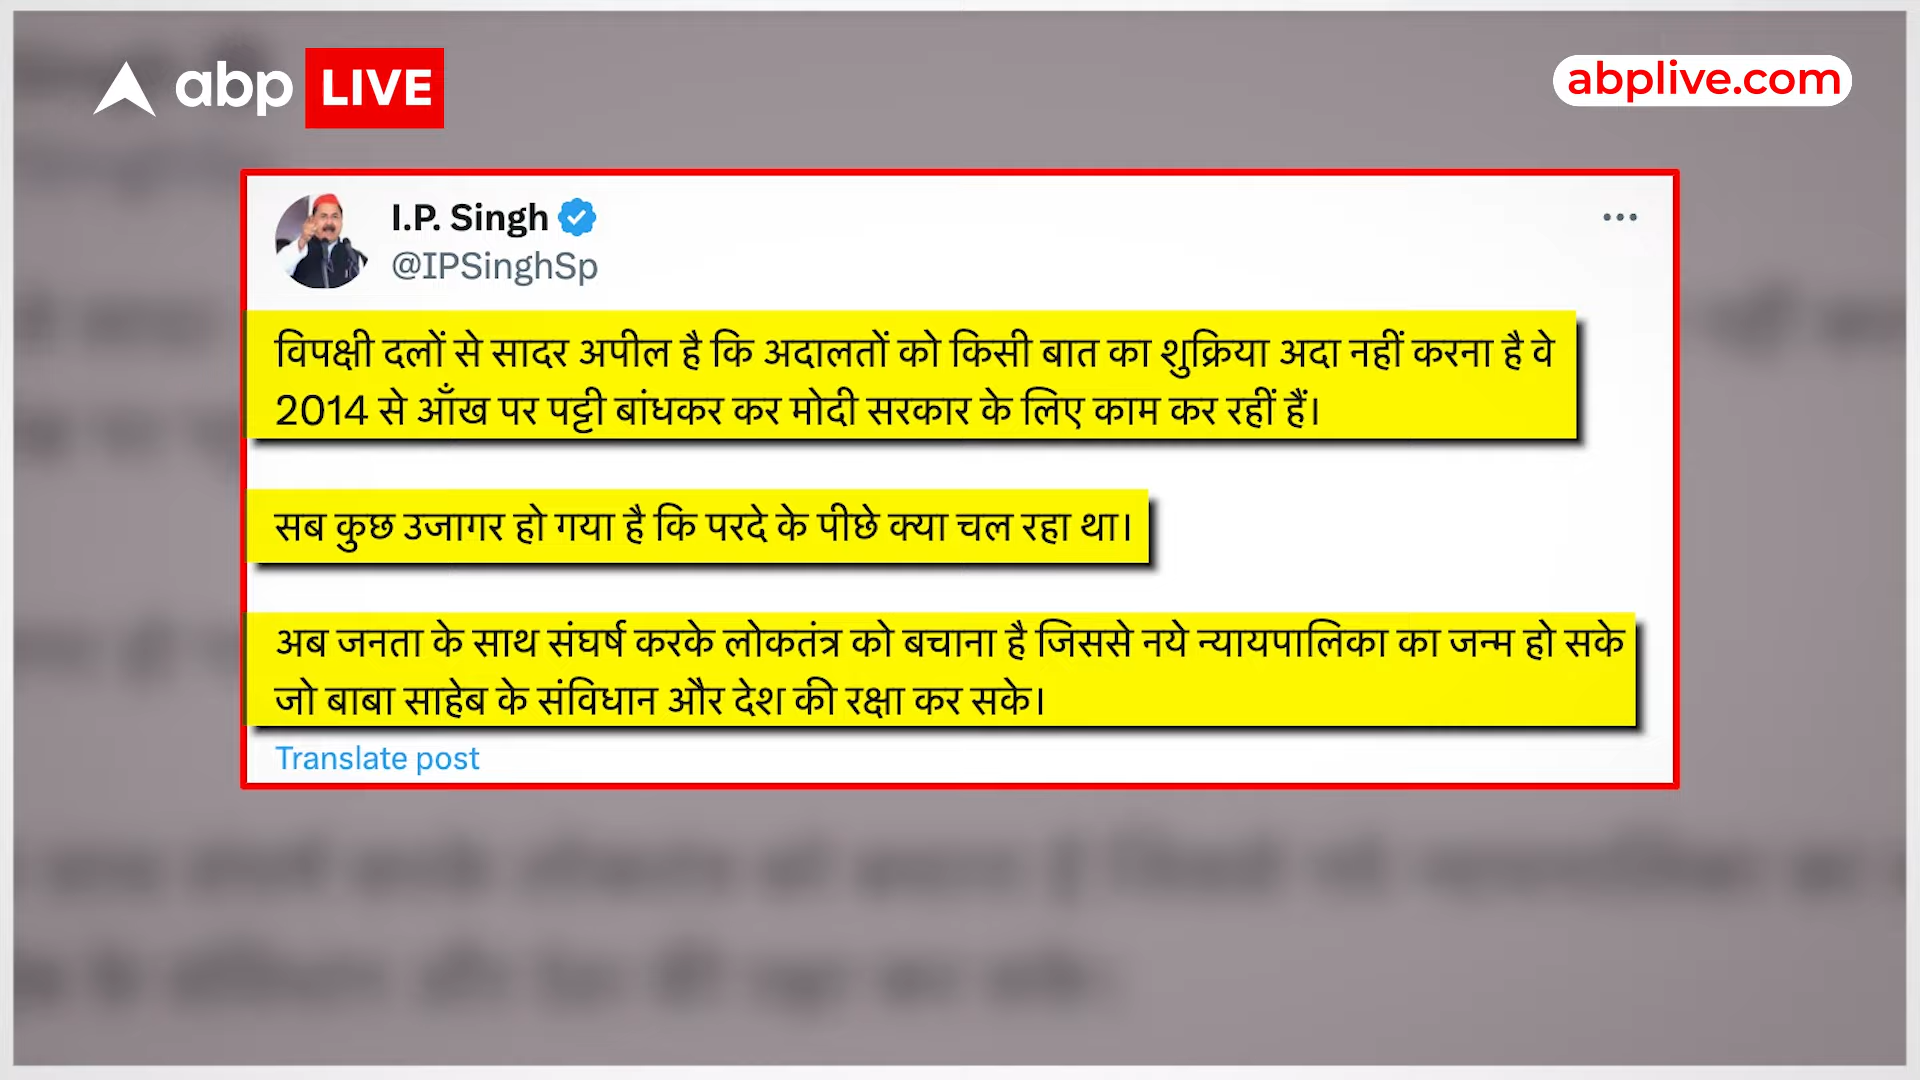 abp LIVE
abplive.com
I.P. Singh
@IPSinghSp
विपक्षी दलों से सादर अपील है कि अदालतों को किसी बात का शुक्रिया अदा नहीं करना है वे
2014 से आँख पर पट्टी बांधकर कर मोदी सरकार के लिए काम कर रहीं हैं।
सब कुछ उजागर हो गया है कि परदे के पीछे क्या चल रहा था।
अब जनता के साथ संघर्ष करके लोकतंत्र को बचाना है जिससे नये न्यायपालिका का जन्म हो सके
जो बाबा साहेब के संविधान और देश की रक्षा कर सके।
Translate post